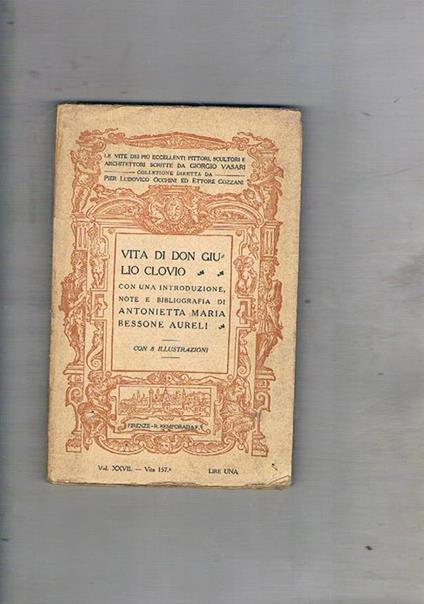 LE VITE DEI PIÙ ECCELLENTI PITTORI, SCULTORI E
ARCHITETTORI SCRITTE DA GIORGIO VASARI
COLLEZIONE DIRETTA DA
PIER LUDOVICO OCCHINI ED ETTORE COZZANI
VITA DI DON GIU-
LIO CLOVIO
CON UNA INTRODUZIONE,
NOTE E BIBLIOGRAFIA DI
ANTONIETTA MARIA
BESSONE AURELI
CON 8 ILLUSTRAZIONI
FIRENZE-R. BEMPORAD & F.
Vol. XXVII. — Vita 157.ª LIRE UNA